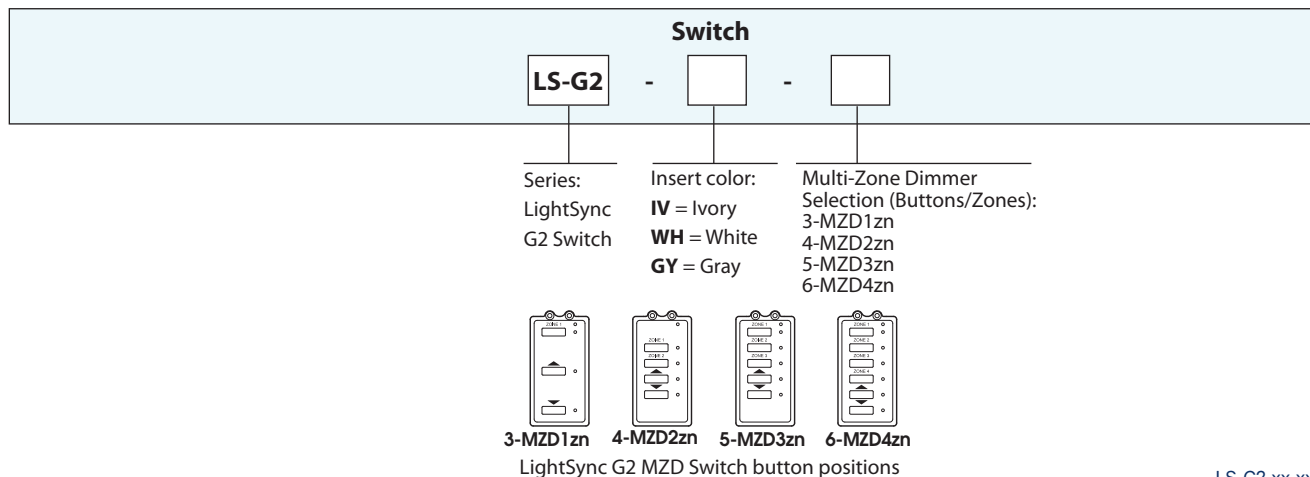 Switch
LS-G2 - -
Series:
LightSync
G2 Switch
Insert color:
IV = Ivory
WH = White
GY = Gray
Multi-Zone Dimmer
Selection (Buttons/Zones):
3-MZD1zn
4-MZD2zn
5-MZD3zn
6-MZD4zn
ZONE 1
ZONE 1
ZONE 2
ZONE 1
ZONE 2
ZONE 3
ZONE 1
ZONE 2
ZONE 3
ZONE 4
3-MZD1zn 4-MZD2zn 5-MZD3zn 6-MZD4zn
LightSync G2 MZD Switch button positions